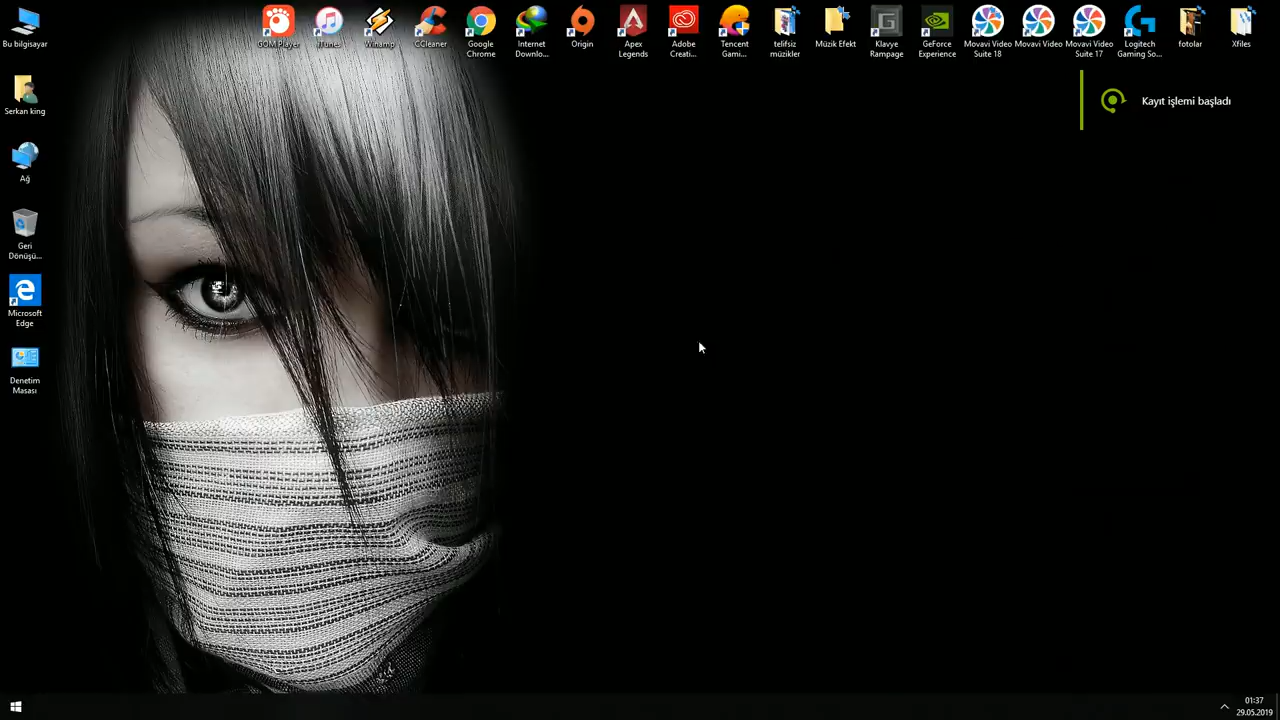 Bu bilgisayar
GOM Player
iTunes
Winamp
CCleaner
Google
Chrome
Internet
Downlo...
Origin
Apex
Legends
Adobe
Creati...
Tencent
Gami...
telifsiz
müzikler
Müzik Efekt
Klavye
Rampage
GeForce
Experience
Movavi Video
Suite 18
Movavi Video
Movavi Video
Suite 17
Logitech
Gaming So...
fotolar
Xfiles
Serkan king
Kayıt işlemi başladı
Ağ
Geri
Dönüşü...
Microsoft
Edge
Denetim
Masası
01:37
29.05.2019